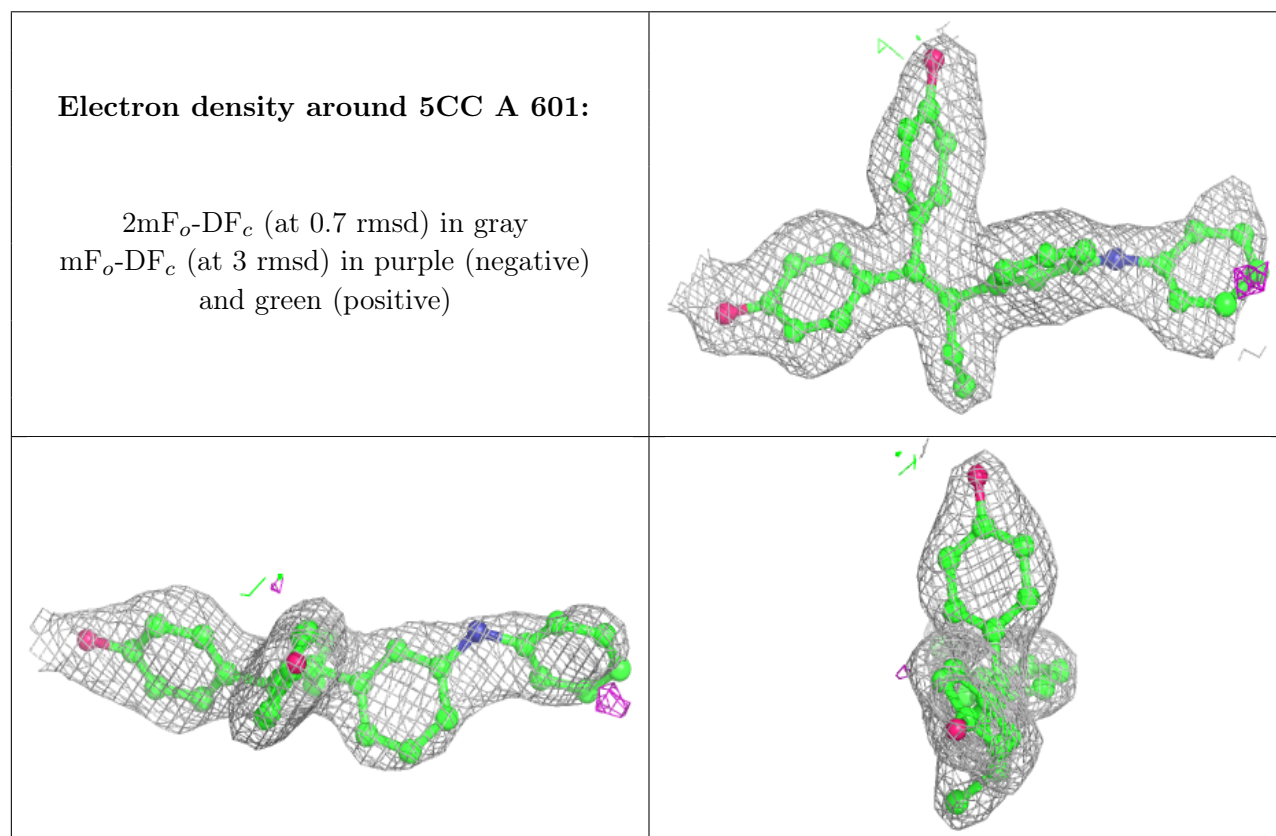 Electron density around 5CC A 601:
2mFₒ-DF𝒸 (at 0.7 rmsd) in gray
mFₒ-DF𝒸 (at 3 rmsd) in purple (negative)
and green (positive)